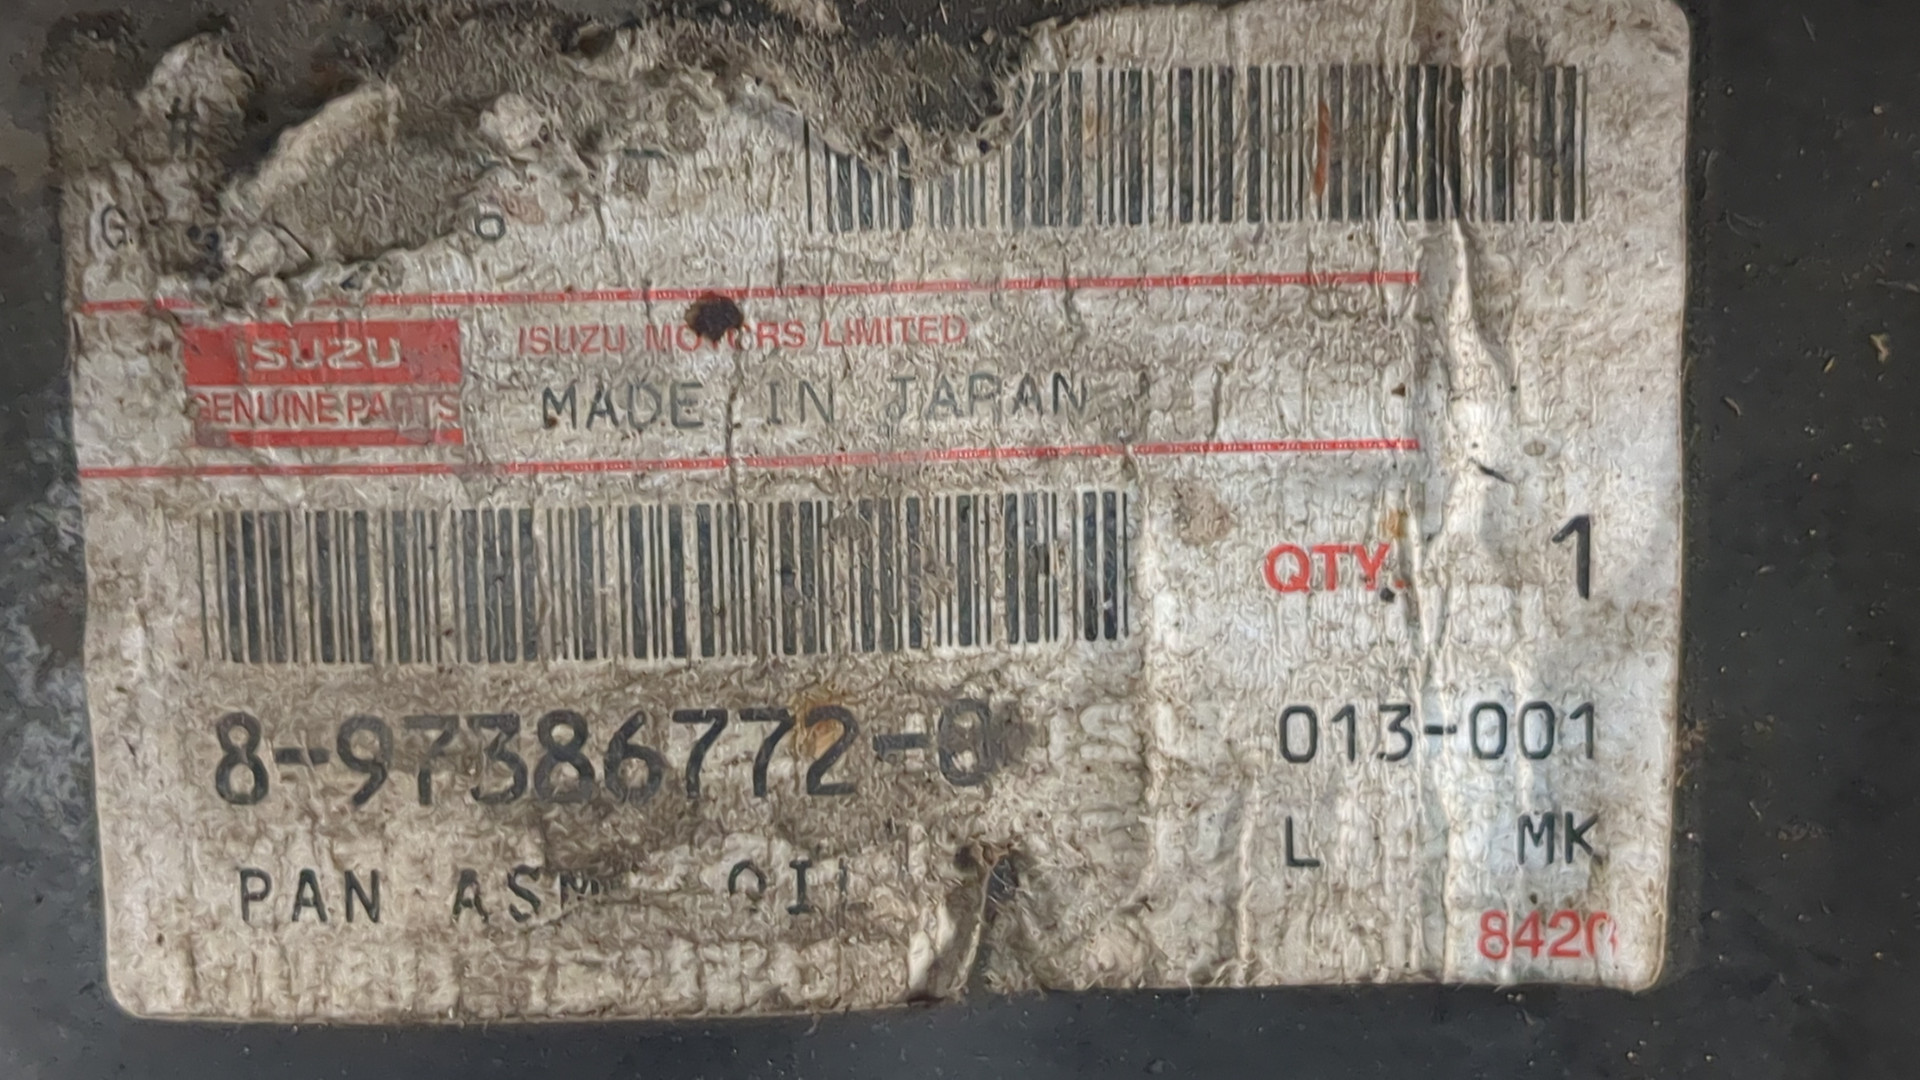 ISUZU
GENUINE PARTS
ISUZU MOTORS LIMITED
MADE IN JAPAN
QTY. 1
8-97386772-0
013-001
L MK
PAN ASM OIL